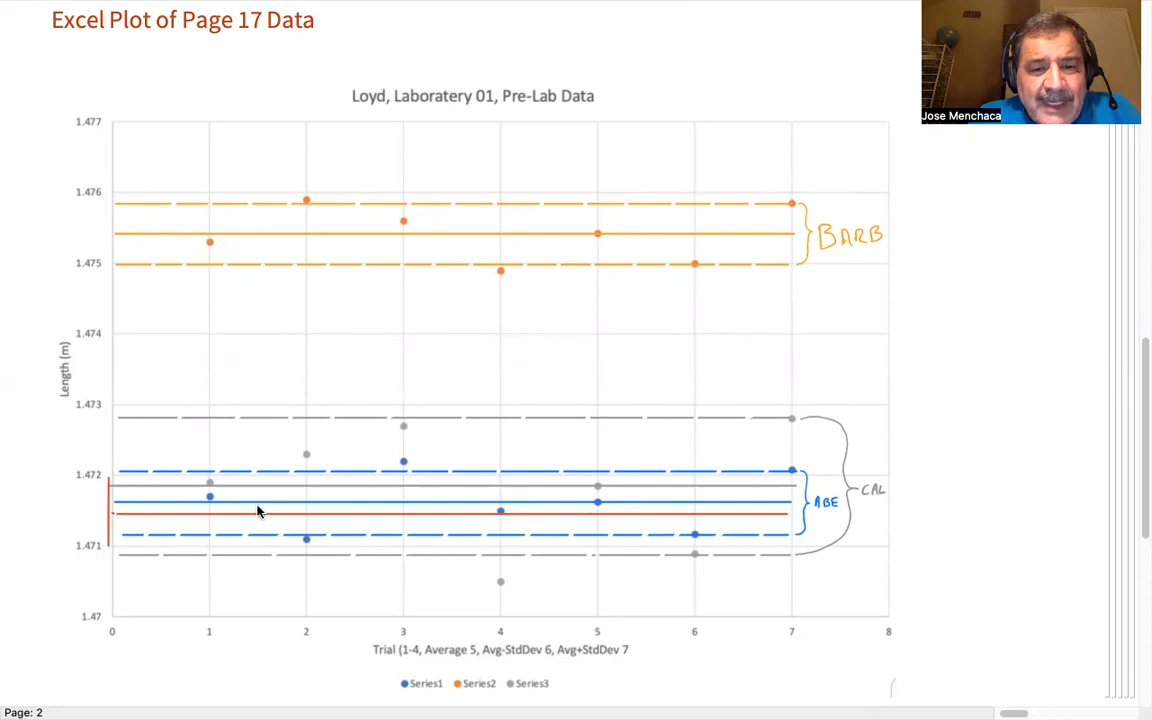 Excel Plot of Page 17 Data
Jose Menchaca
Loyd, Laboratery 01, Pre-Lab Data
1.477
1.476
1.475
1.474
1.473
1.472
1.471
1.47
Length (m)
BARB
CAL
ABE
0 1 2 3 4 5 6 7 8
Trial (1-4, Average 5, Avg-StdDev 6, Avg+StdDev 7
Series1 Series2 Series3
Page: 2